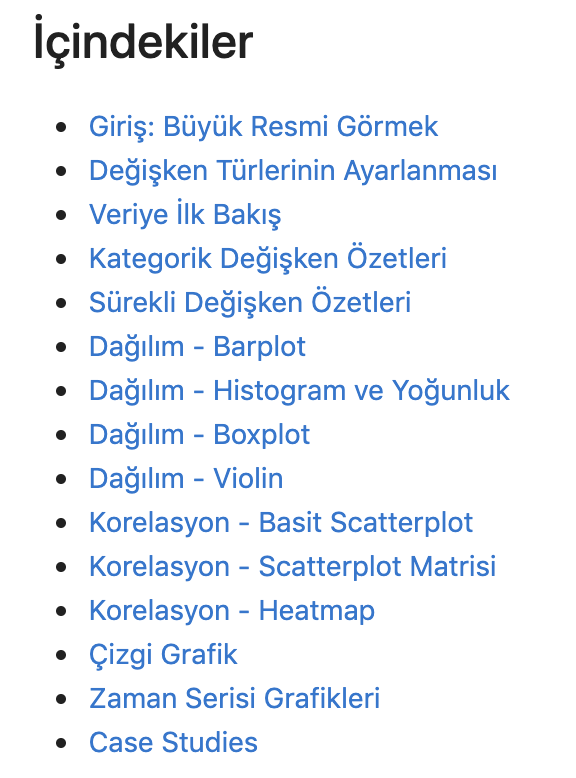 İçindekiler
Giriş: Büyük Resmi Görmek
Değişken Türlerinin Ayarlanması
Veriye İlk Bakış
Kategorik Değişken Özetleri
Sürekli Değişken Özetleri
Dağılım - Barplot
Dağılım - Histogram ve Yoğunluk
Dağılım - Boxplot
Dağılım - Violin
Korelasyon - Basit Scatterplot
Korelasyon - Scatterplot Matrisi
Korelasyon - Heatmap
Çizgi Grafik
Zaman Serisi Grafikleri
Case Studies